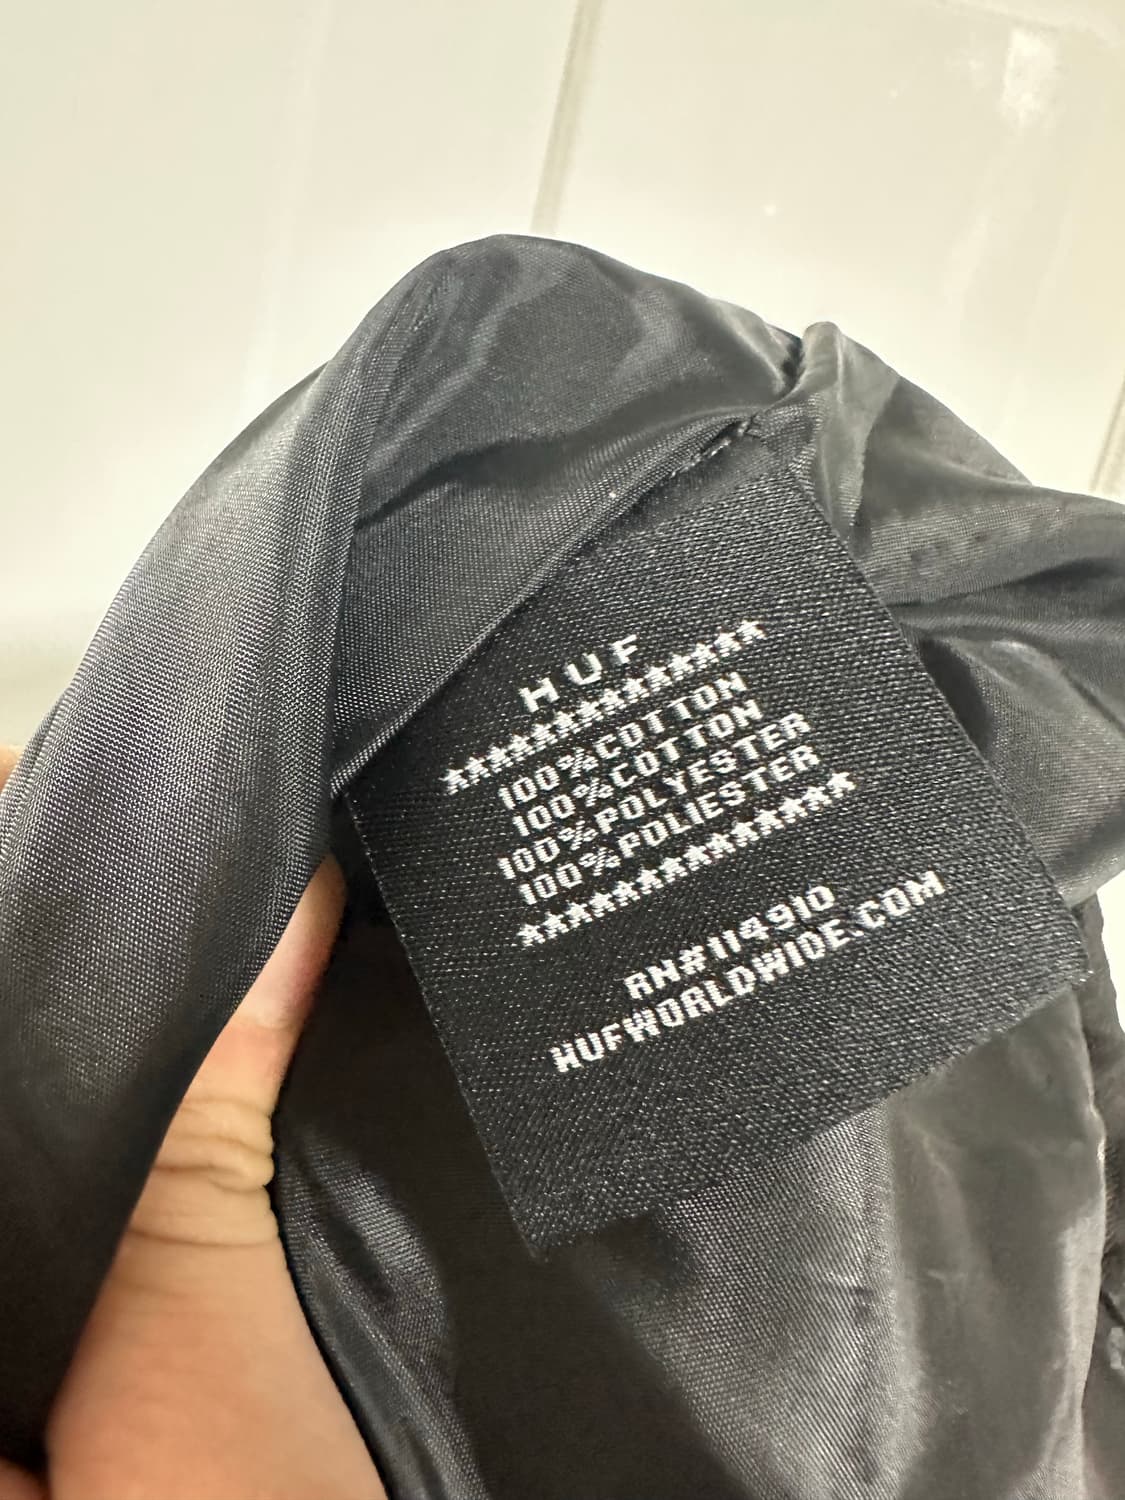 HUF
****************
100%COTTON
100%COTTON
100%POLYESTER
100%POLIESTER
****************
RN#114910
HUFWORLDWIDE.COM